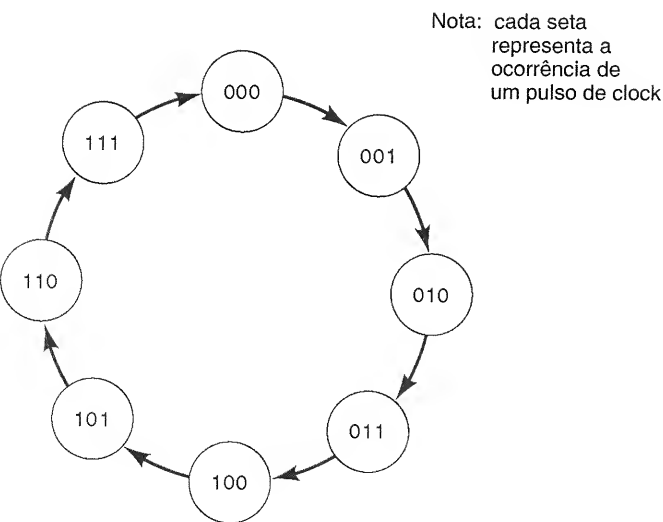 Nota: cada seta
representa a
ocorrência de
um pulso de clock
000
001
010
011
100
101
110
111